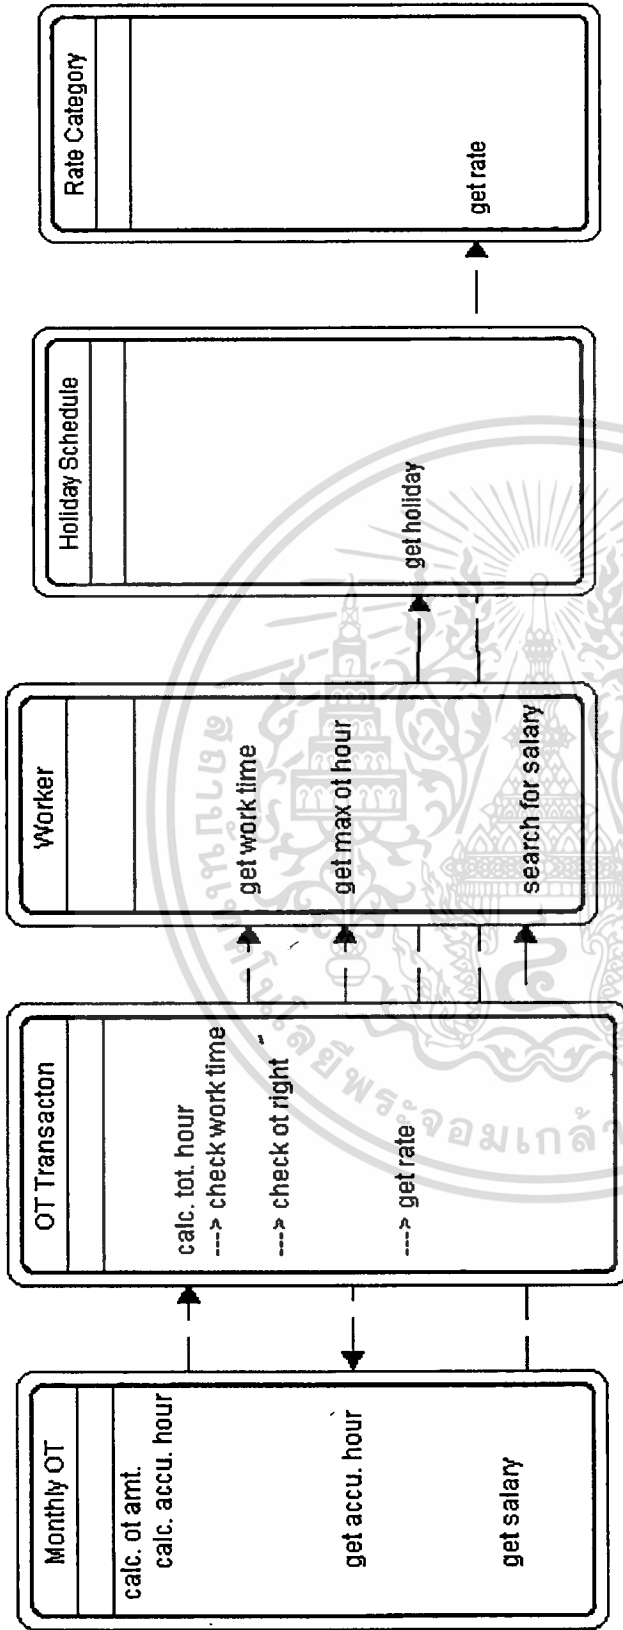 Monthly OT
calc. ot amt.
calc. accu. hour
get accu. hour
get salary
OT Transacton
calc. tot. hour
---> check work time
---> check ot right
---> get rate
Worker
get work time
get max ot hour
search for salary
Holiday Schedule
get holiday
Rate Category
get rate